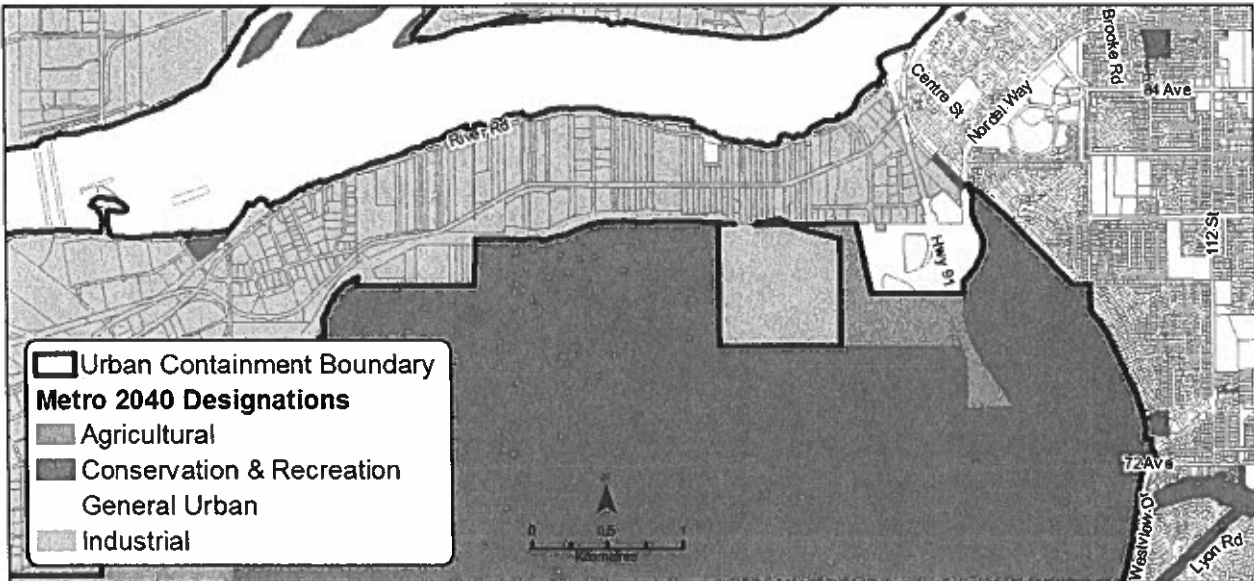 Brooke Rd
Centre St
84 Ave
Nordel Way
River Rd
112 St
Hwy 91
Urban Containment Boundary
Metro 2040 Designations
Agricultural
Conservation & Recreation
General Urban
Industrial
72 Ave
0 0.5 1
Kilometres
Westview Dr
Lyon Rd